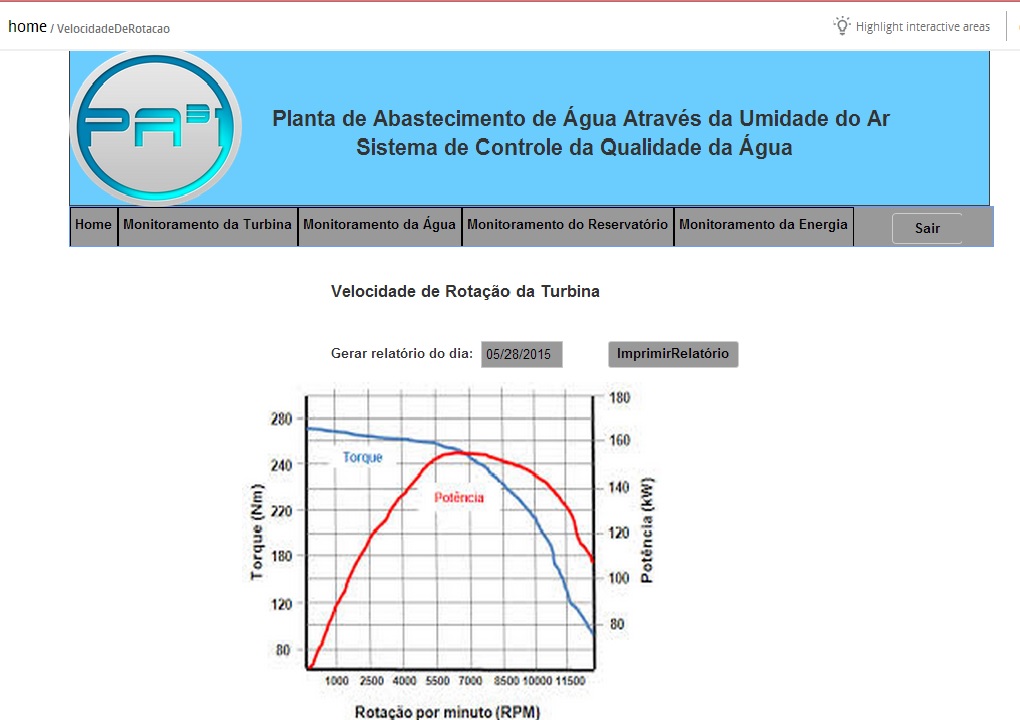 home / VelocidadeDeRotacao
Highlight interactive areas
PA³1
Planta de Abastecimento de Água Através da Umidade do Ar
Sistema de Controle da Qualidade da Água
Home Monitoramento da Turbina Monitoramento da Água Monitoramento do Reservatório Monitoramento da Energia Sair
Velocidade de Rotação da Turbina
Gerar relatório do dia: 05/28/2015 ImprimirRelatório
Torque (Nm)
280
240
220
180
120
80
Torque
Potência
180
160
140
120
100
80
Potência (kW)
1000 2500 4000 5500 7000 8500 10000 11500
Rotação por minuto (RPM)